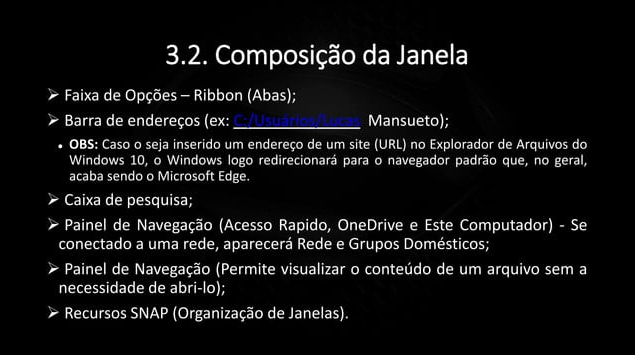 3.2. Composição da Janela
➢ Faixa de Opções – Ribbon (Abas);
➢ Barra de endereços (ex: C:/Usuários/Lucas Mansueto);
• OBS: Caso o seja inserido um endereço de um site (URL) no Explorador de Arquivos do
Windows 10, o Windows logo redirecionará para o navegador padrão que, no geral,
acaba sendo o Microsoft Edge.
➢ Caixa de pesquisa;
➢ Painel de Navegação (Acesso Rapido, OneDrive e Este Computador) - Se
conectado a uma rede, aparecerá Rede e Grupos Domésticos;
➢ Painel de Navegação (Permite visualizar o conteúdo de um arquivo sem a
necessidade de abri-lo);
➢ Recursos SNAP (Organização de Janelas).